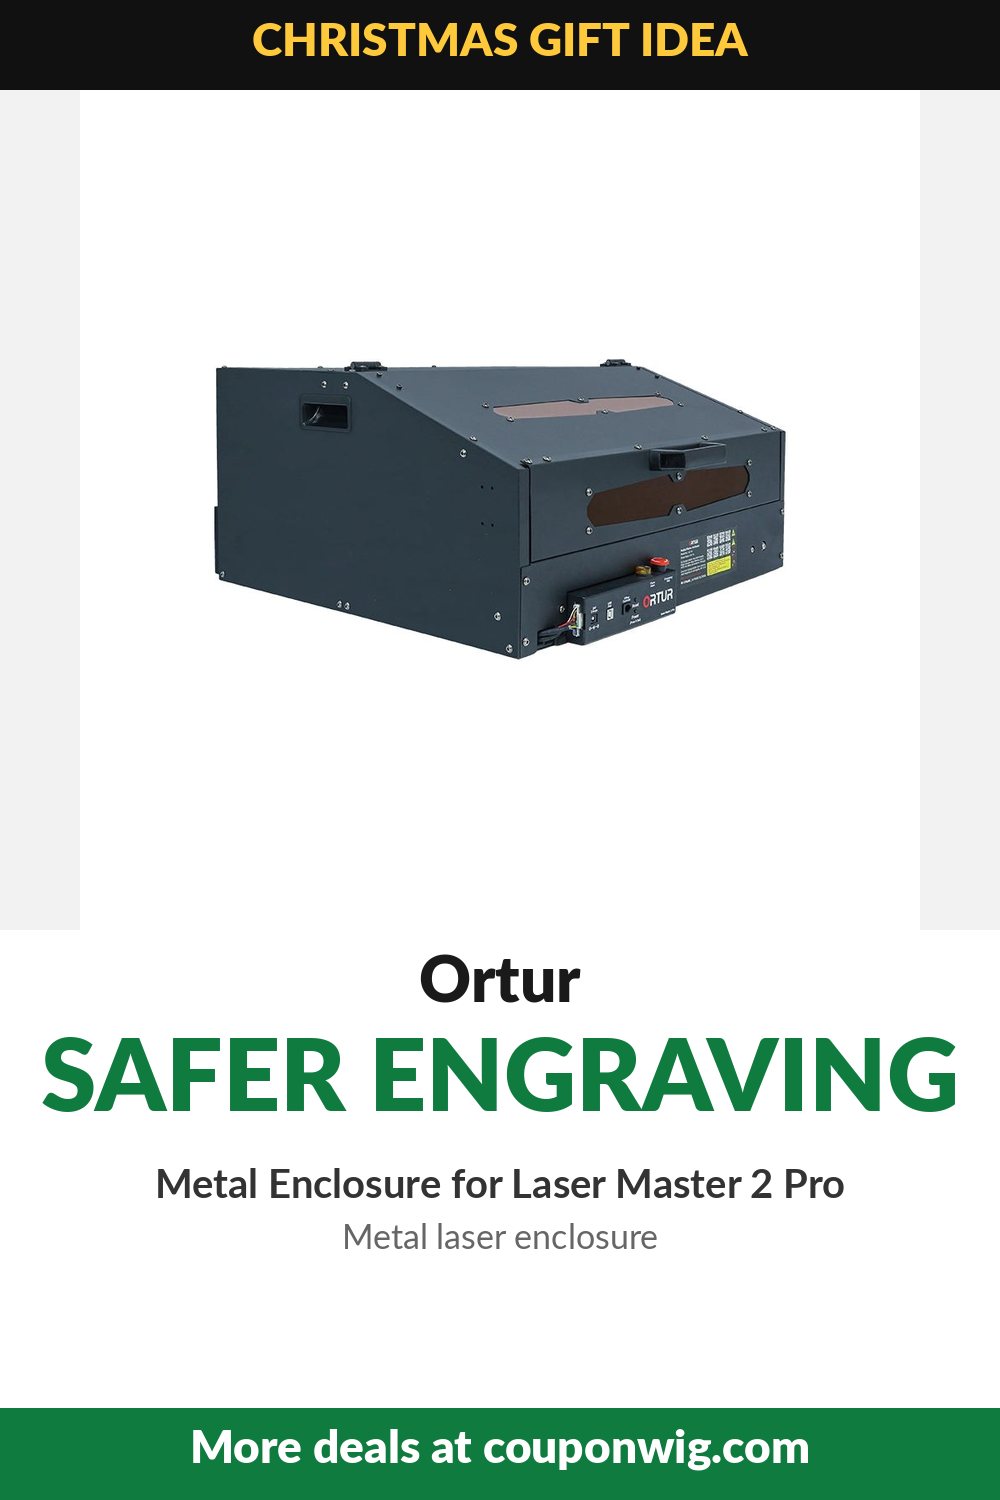 CHRISTMAS GIFT IDEA
ORTUR
Ortur
SAFER ENGRAVING
Metal Enclosure for Laser Master 2 Pro
Metal laser enclosure
More deals at couponwig.com